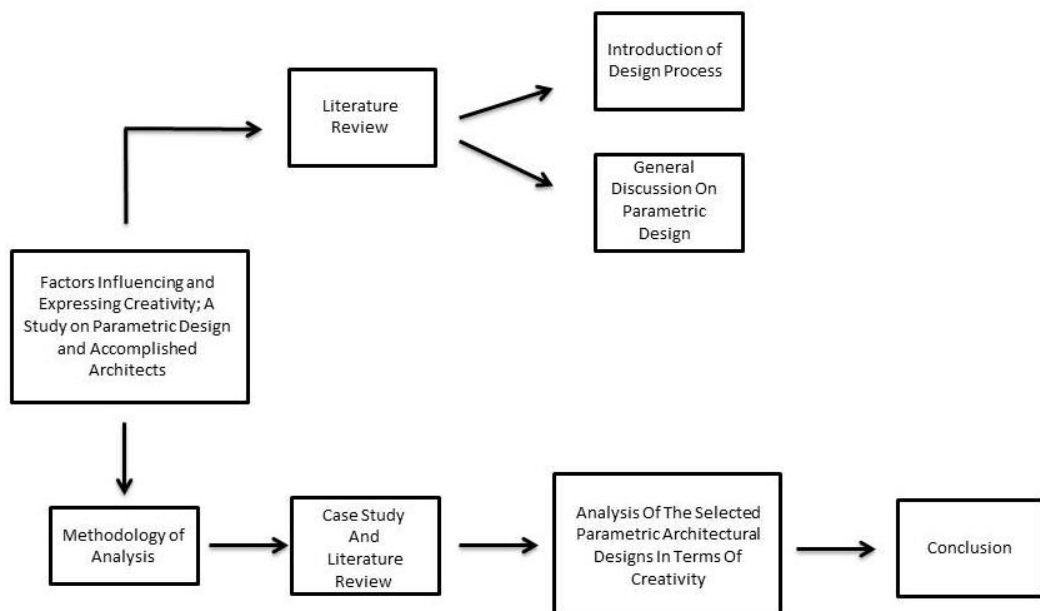 Introduction of
Design Process
Literature
Review
General
Discussion On
Parametric
Design
Factors Influencing and
Expressing Creativity; A
Study on Parametric Design
and Accomplished
Architects
Methodology of
Analysis
Case Study
And
Literature
Review
Analysis Of The Selected
Parametric Architectural
Designs In Terms Of
Creativity
Conclusion